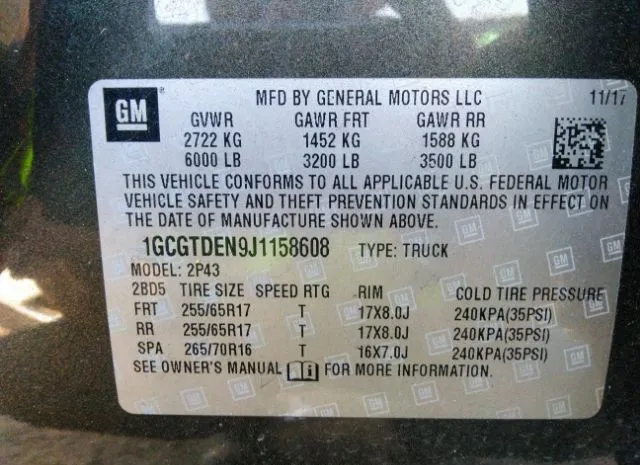 GM ®
MFD BY GENERAL MOTORS LLC 11/17
GVWR GAWR FRT GAWR RR
2722 KG 1452 KG 1588 KG
6000 LB 3200 LB 3500 LB
THIS VEHICLE CONFORMS TO ALL APPLICABLE U.S. FEDERAL MOTOR
VEHICLE SAFETY AND THEFT PREVENTION STANDARDS IN EFFECT ON
THE DATE OF MANUFACTURE SHOWN ABOVE.
1GCGTDEN9J1158608 TYPE: TRUCK
MODEL: 2P43
2BD5 TIRE SIZE SPEED RTG RIM COLD TIRE PRESSURE
FRT 255/65R17 T 17X8.0J 240KPA(35PSI)
RR 255/65R17 T 17X8.0J 240KPA(35PSI)
SPA 265/70R16 T 16X7.0J 240KPA(35PSI)
SEE OWNER'S MANUAL FOR MORE INFORMATION.